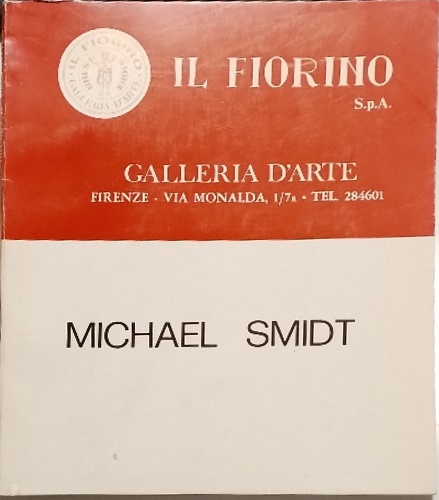 IL FIORINO
GALLERIA D'ARTE
IL FIORINO
S.p.A.
GALLERIA D'ARTE
FIRENZE - VIA MONALDA, 1/7R - TEL. 284601
MICHAEL SMIDT